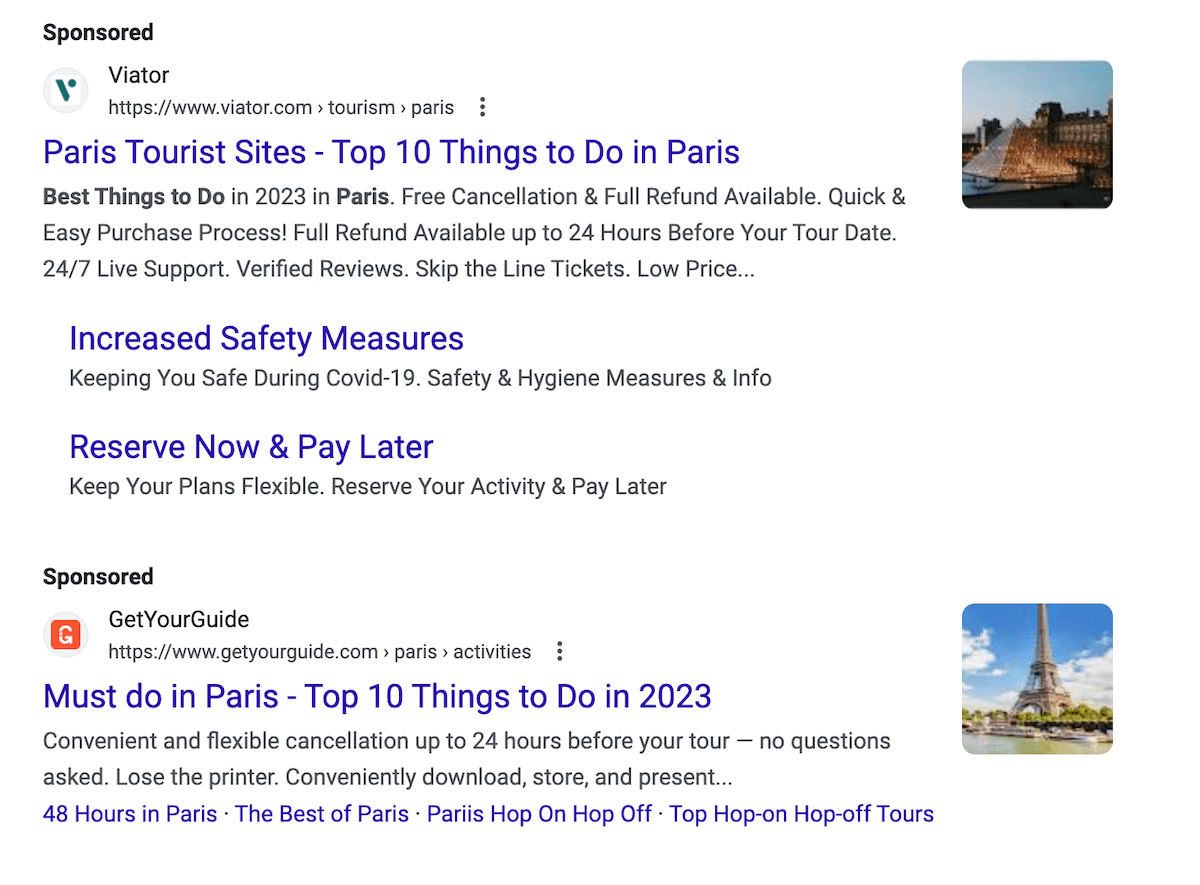 Sponsored
Viator
https://www.viator.com › tourism › paris
Paris Tourist Sites - Top 10 Things to Do in Paris
Best Things to Do in 2023 in Paris. Free Cancellation & Full Refund Available. Quick &
Easy Purchase Process! Full Refund Available up to 24 Hours Before Your Tour Date.
24/7 Live Support. Verified Reviews. Skip the Line Tickets. Low Price...
Increased Safety Measures
Keeping You Safe During Covid-19. Safety & Hygiene Measures & Info
Reserve Now & Pay Later
Keep Your Plans Flexible. Reserve Your Activity & Pay Later
Sponsored
G
GetYourGuide
https://www.getyourguide.com › paris › activities
Must do in Paris - Top 10 Things to Do in 2023
Convenient and flexible cancellation up to 24 hours before your tour — no questions
asked. Lose the printer. Conveniently download, store, and present...
48 Hours in Paris · The Best of Paris · Pariis Hop On Hop Off · Top Hop-on Hop-off Tours